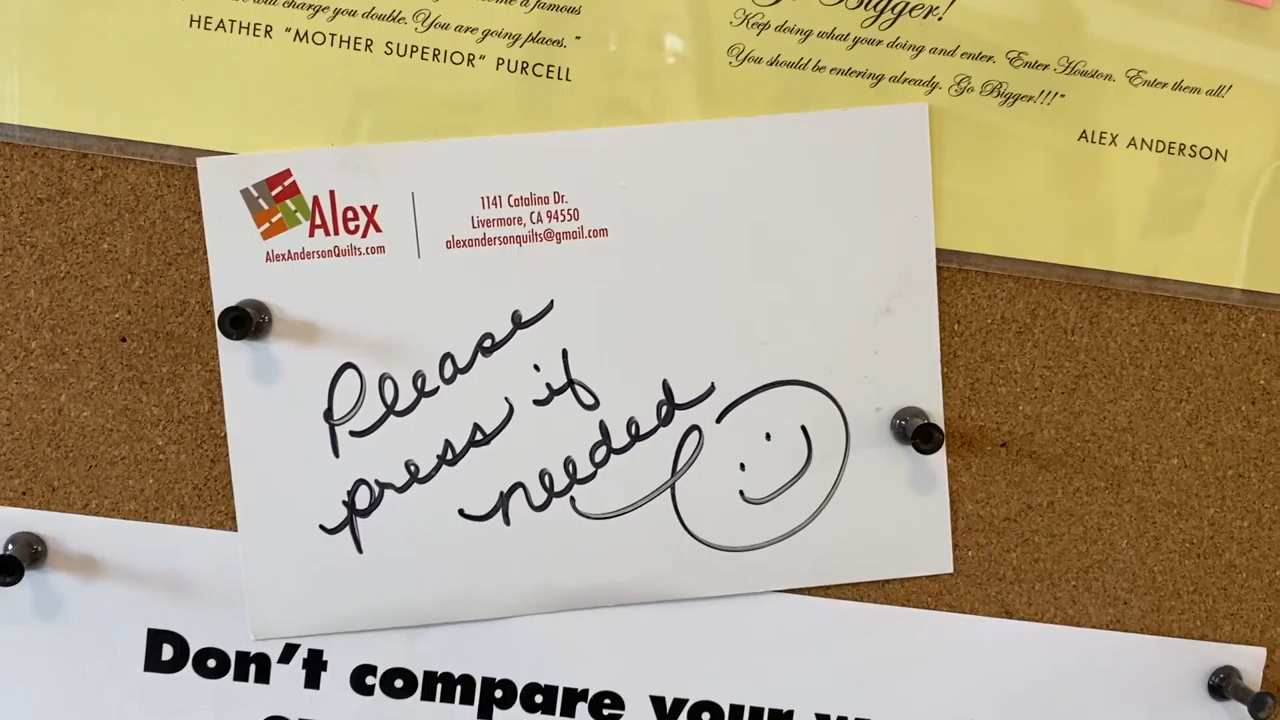 will charge you double. You are going places."
HEATHER "MOTHER SUPERIOR" PURCELL
Go Bigger!
Keep doing what your doing and enter. Enter Houston. Enter them all!
You should be entering already. Go Bigger!!!"
ALEX ANDERSON
Alex
AlexAndersonQuilts.com
1141 Catalina Dr.
Livermore, CA 94550
alexandersonquilts@gmail.com
Please
press if
needed
Don't compare your